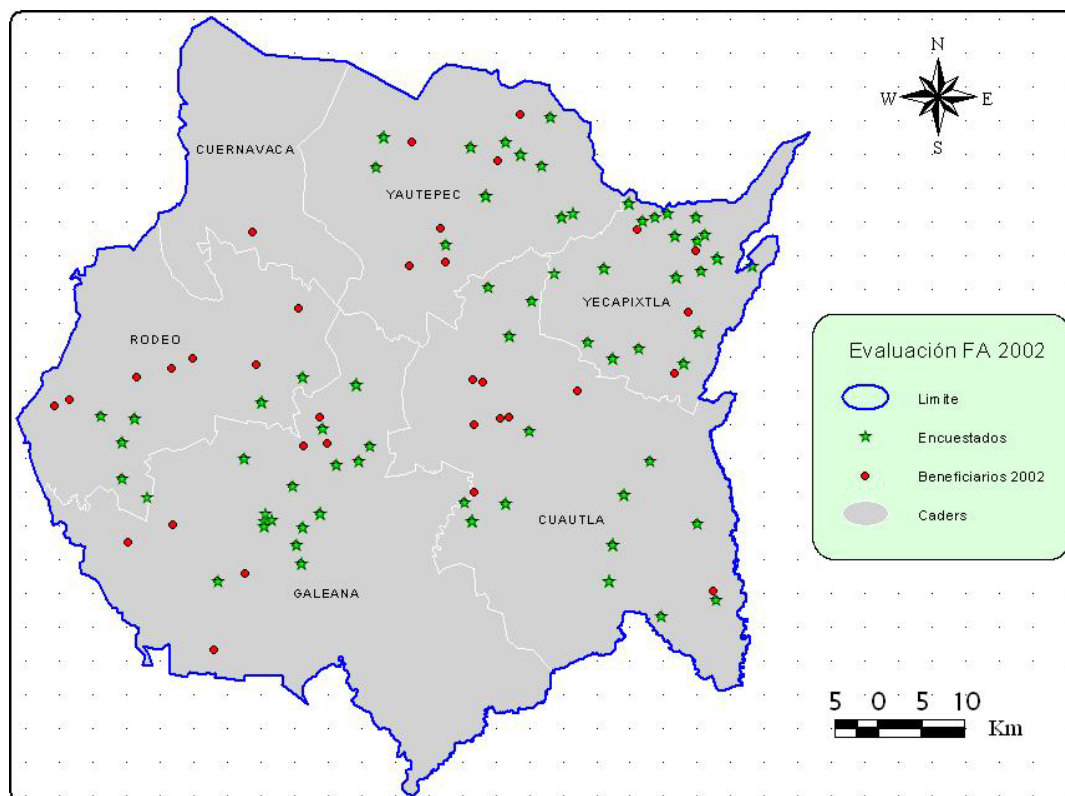 N
W E
S
CUERNAVACA
YAUTEPEC
YECAPIXTLA
RODEO
CUAUTLA
GALEANA
Evaluación FA 2002
Limite
Encuestados
Beneficiarios 2002
Caders
5 0 5 10
Km